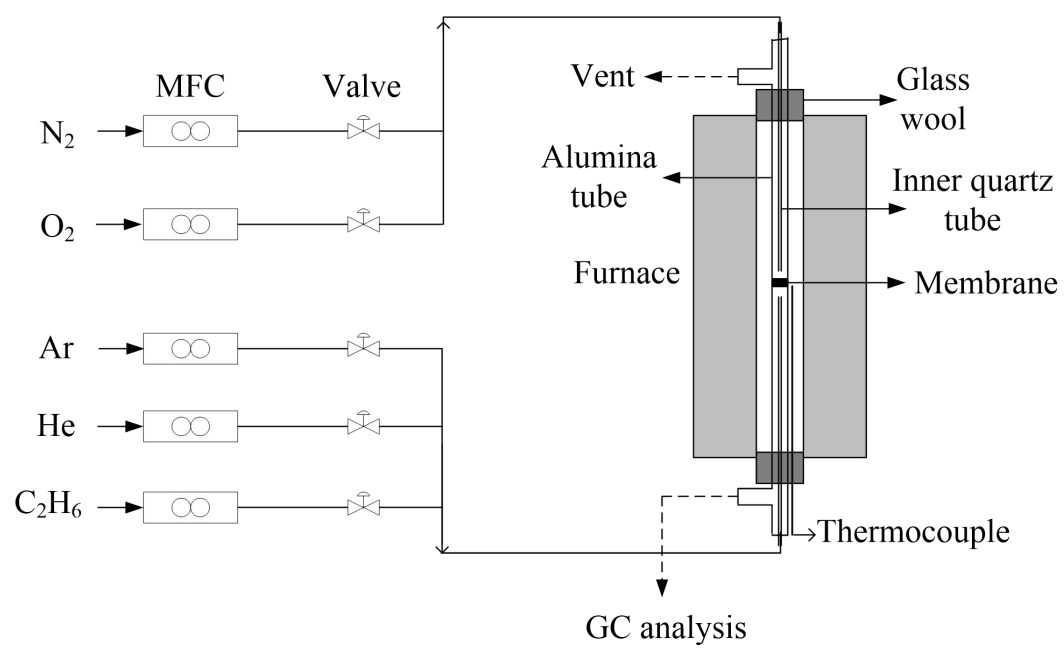 MFC
Valve
N₂
O₂
Ar
He
C₂H₆
Vent
Glass
wool
Alumina
tube
Inner quartz
tube
Furnace
Membrane
Thermocouple
GC analysis